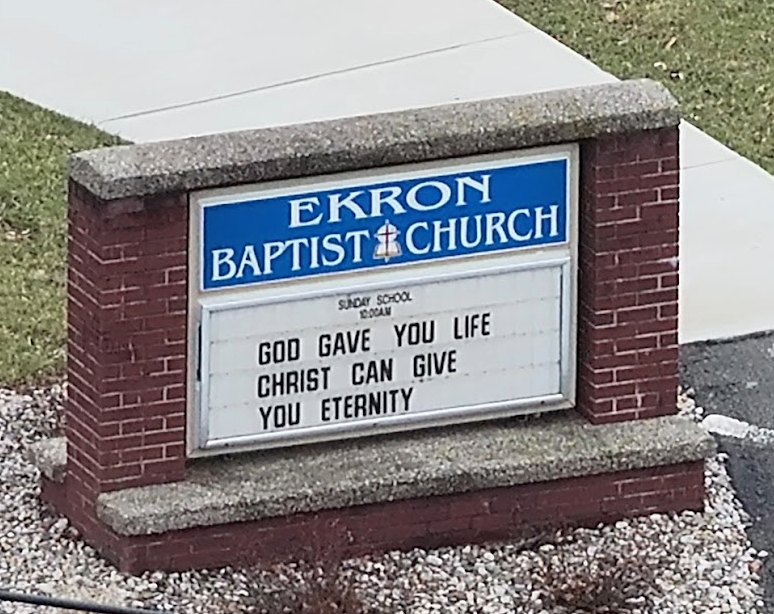 EKRON
BAPTIST CHURCH
SUNDAY SCHOOL
10:00AM
GOD GAVE YOU LIFE
CHRIST CAN GIVE
YOU ETERNITY